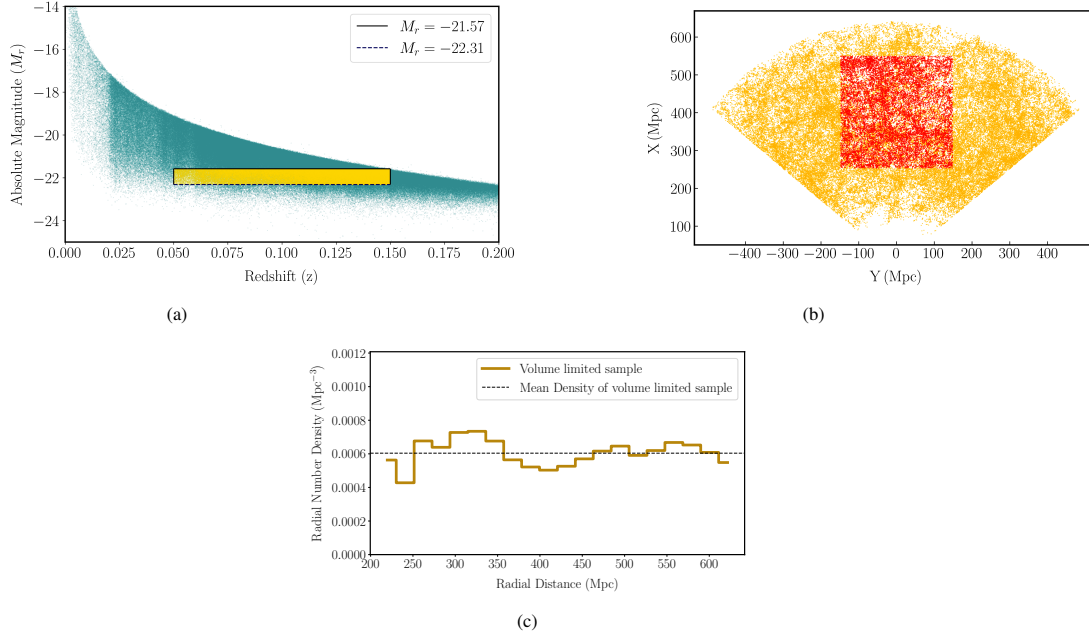 −14
−16
−18
−20
−22
−24
Absolute Magnitude (M_r)
M_r = −21.57
M_r = −22.31
0.000 0.025 0.050 0.075 0.100 0.125 0.150 0.175 0.200
Redshift (z)
(a)
600
500
400
300
200
100
X (Mpc)
−400 −300 −200 −100 0 100 200 300 400
Y (Mpc)
(b)
0.0012
0.0010
0.0008
0.0006
0.0004
0.0002
0.0000
Radial Number Density (Mpc⁻³)
Volume limited sample
Mean Density of volume limited sample
200 250 300 350 400 450 500 550 600
Radial Distance (Mpc)
(c)